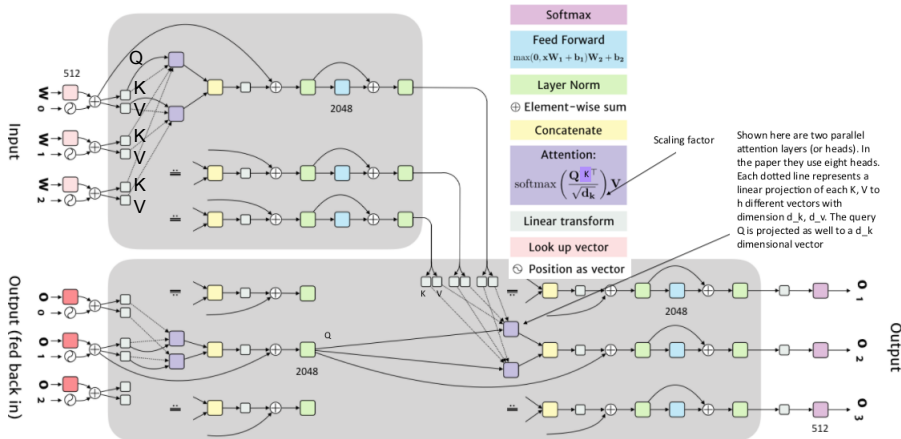 Softmax
Feed Forward
max(0, xW₁ + b₁)W₂ + b₂
Layer Norm
⊕ Element-wise sum
Concatenate
Attention:
softmax (QK⊤ / √dₖ) V
Linear transform
Look up vector
Position as vector
Scaling factor
Shown here are two parallel
attention layers (or heads). In
the paper they use eight heads.
Each dotted line represents a
linear projection of each K, V to
h different vectors with
dimension d_k, d_v. The query
Q is projected as well to a d_k
dimensional vector
Input
512
W 0
W 1
W 2
Q
K
V
K
V
K
V
2048
K V
Output (fed back in)
O 0
O 1
O 2
Q
2048
2048
O 1
O 2
O 3
512
Output